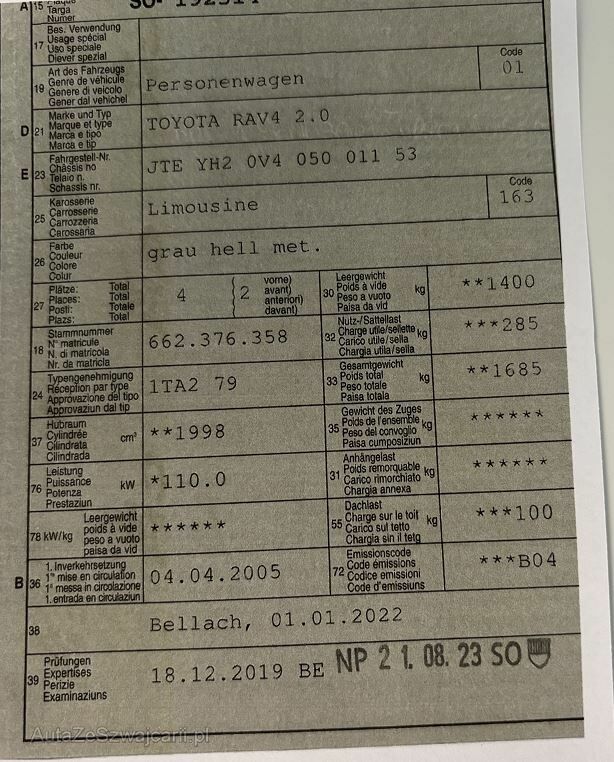 A 15
Targa
Numer
17 Bes. Verwendung
Usage spécial
Uso speciale
Diever spezial
19 Art des Fahrzeugs
Genre de véhicule
Genere di veicolo
Gener dal vehichel
Personenwagen
Code
01
D 21 Marke und Typ
Marque et type
Marca e tipo
Marca e tip
TOYOTA RAV4 2.0
E 23 Fahrgestell-Nr.
Châssis no
Telaio n.
Schassis nr.
JTE YH2 0V4 050 011 53
25 Karosserie
Carrosserie
Carrozzeria
Carossaria
Limousine
Code
163
26 Farbe
Couleur
Colore
Colur
grau hell met.
27 Plätze: Total
Places: Total
Posti: Totale
Plazs: Total
4
{ 2
vorne)
avant)
anteriori)
davant)
30 Leergewicht
Poids à vide
Peso a vuoto
Paisa da vid
kg
**1400
18 Stammnummer
N° matricule
N. di matricola
Nr. da matricla
662.376.358
32 Nutz-/Sattellast
Charge utile/sellette
Carico utile/sella
Chargia utila/sella
kg
***285
24 Typengenehmigung
Réception par type
Approvazione del tipo
Approvaziun dal tip
1TA2 79
33 Gesamtgewicht
Poids total
Peso totale
Paisa totala
kg
**1685
37 Hubraum
Cylindrée
Cilindrata
Cilindrada
cm³
**1998
35 Gewicht des Zuges
Poids de l'ensemble
Peso del convoglio
Paisa cumposiziun
kg
******
76 Leistung
Puissance
Potenza
Prestaziun
kW
*110.0
31 Anhängelast
Poids remorquable
Carico rimorchiato
Chargia annexa
kg
******
78 kW/kg
Leergewicht
poids à vide
peso a vuoto
paisa da vid
******
55 Dachlast
Charge sur le toit
Carico sul tetto
Chargia sin il tetg
kg
***100
B 36 1. Inverkehrsetzung
1re mise en circulation
1a messa in circolazione
1. entrada en circulaziun
04.04.2005
72 Emissionscode
Code émissions
Codice emissioni
Code d'emissiuns
***B04
38
Bellach, 01.01.2022
39 Prüfungen
Expertises
Perizie
Examinaziuns
18.12.2019 BE NP 21.08.23 SO
AutaZeSzwajcarii.pl